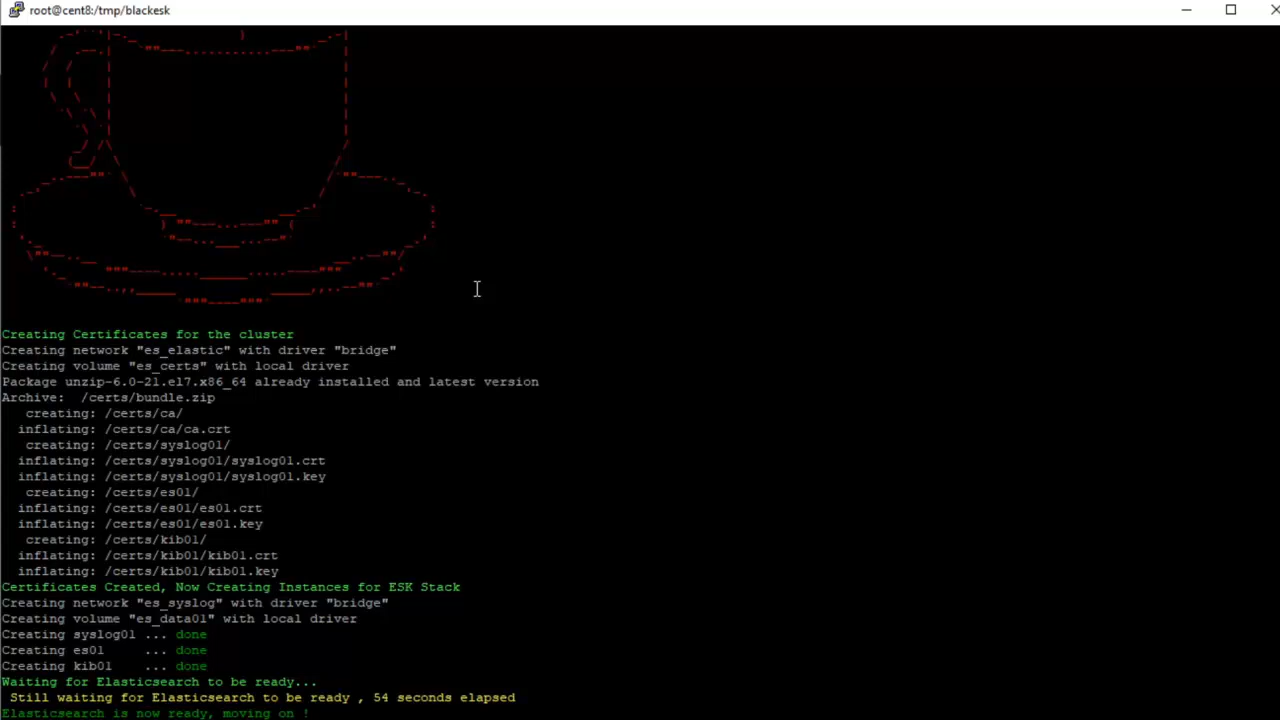 root@cent8:/tmp/blackesk
Creating Certificates for the cluster
Creating network "es_elastic" with driver "bridge"
Creating volume "es_certs" with local driver
Package unzip-6.0-21.el7.x86_64 already installed and latest version
Archive:  /certs/bundle.zip
   creating: /certs/ca/
  inflating: /certs/ca/ca.crt
   creating: /certs/syslog01/
  inflating: /certs/syslog01/syslog01.crt
  inflating: /certs/syslog01/syslog01.key
   creating: /certs/es01/
  inflating: /certs/es01/es01.crt
  inflating: /certs/es01/es01.key
   creating: /certs/kib01/
  inflating: /certs/kib01/kib01.crt
  inflating: /certs/kib01/kib01.key
Certificates Created, Now Creating Instances for ESK Stack
Creating network "es_syslog" with driver "bridge"
Creating volume "es_data01" with local driver
Creating syslog01 ... done
Creating es01     ... done
Creating kib01    ... done
Waiting for Elasticsearch to be ready...
 Still waiting for Elasticsearch to be ready , 54 seconds elapsed
Elasticsearch is now ready, moving on !